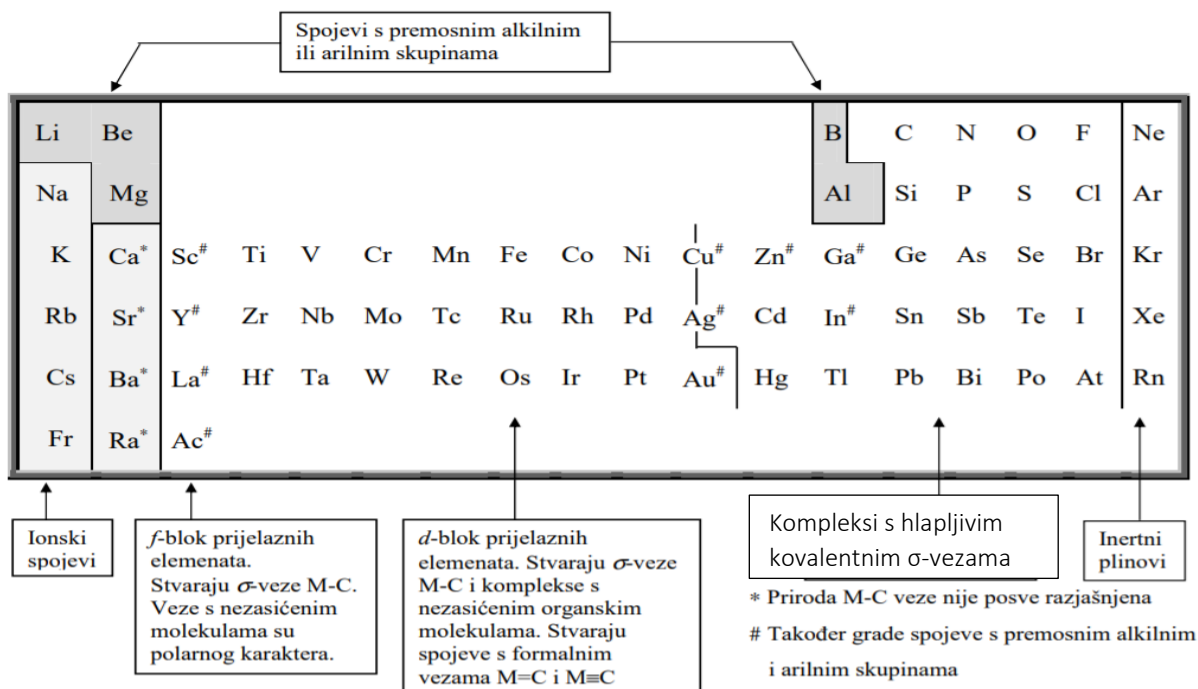 Spojevi s premosnim alkilnim
ili arilnim skupinama
Li Be B C N O F Ne
Na Mg Al Si P S Cl Ar
K Ca* Sc# Ti V Cr Mn Fe Co Ni Cu# Zn# Ga# Ge As Se Br Kr
Rb Sr* Y# Zr Nb Mo Tc Ru Rh Pd Ag# Cd In# Sn Sb Te I Xe
Cs Ba* La# Hf Ta W Re Os Ir Pt Au# Hg Tl Pb Bi Po At Rn
Fr Ra* Ac#
Ionski
spojevi
f-blok prijelaznih
elemenata.
Stvaraju σ-veze M-C.
Veze s nezasićenim
molekulama su
polarnog karaktera.
d-blok prijelaznih
elemenata. Stvaraju σ-veze
M-C i komplekse s
nezasićenim organskim
molekulama. Stvaraju
spojeve s formalnim
vezama M=C i M≡C
Kompleksi s hlapljivim
kovalentnim σ-vezama
Inertni
plinovi
* Priroda M-C veze nije posve razjašnjena
# Također grade spojeve s premosnim alkilnim
i arilnim skupinama